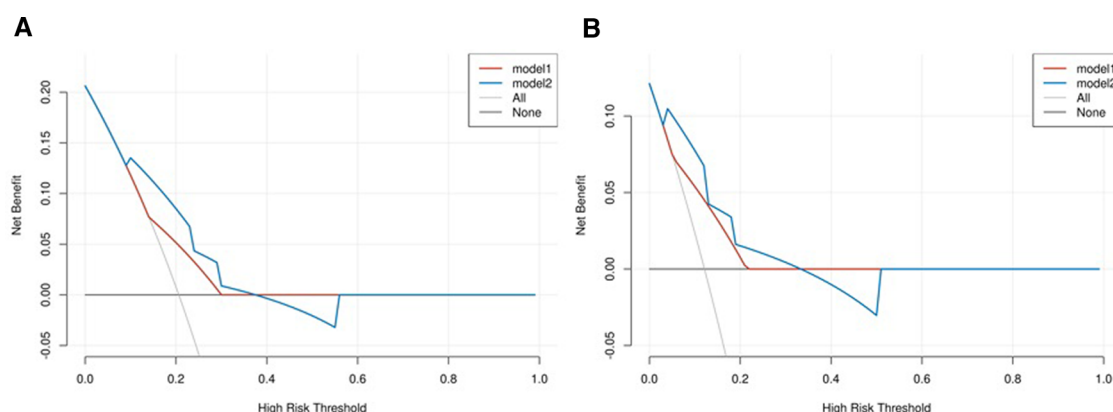 A
model1
model2
All
None
0.20
0.15
0.10
0.05
0.00
-0.05
Net Benefit
0.0
0.2
0.4
0.6
0.8
1.0
High Risk Threshold
B
model1
model2
All
None
0.10
0.05
0.00
-0.05
Net Benefit
0.0
0.2
0.4
0.6
0.8
1.0
High Risk Threshold